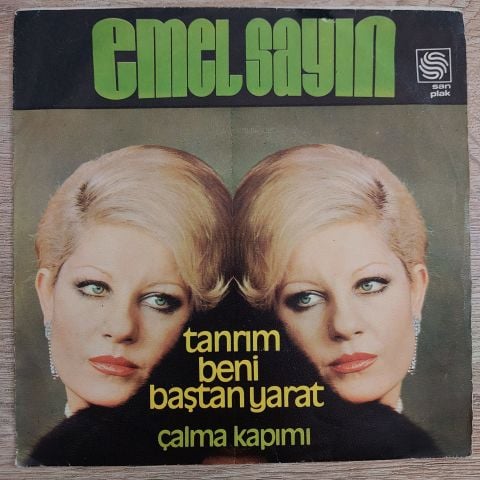 emel sayın
san
plak
tanrım
beni
baştan yarat
çalma kapımı